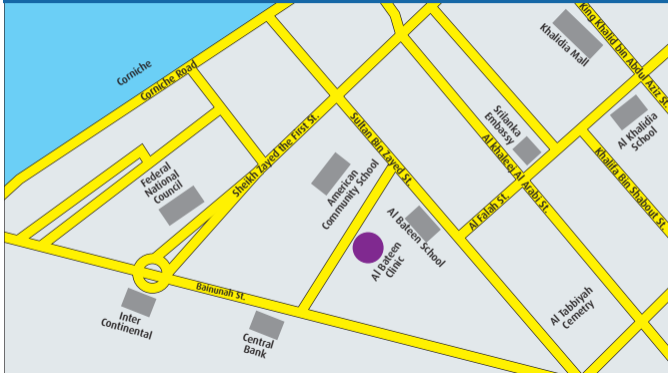 King Khalid bin Abdul Aziz St.
Khalidia Mall
Corniche
Corniche Road
Srilanka
Embassy
Al Khalidia
School
Sheikh Zayed the First St.
Sultan Bin Zayed St.
Al khaleej Al Arabi St.
Khalifa Bin Shabout St.
Federal
National
Council
American
Community School
Al Falah St.
Al Bateen School
Al Bateen
Clinic
Bainunah St.
Inter
Continental
Central
Bank
Al Tabbiyah
Cemetry